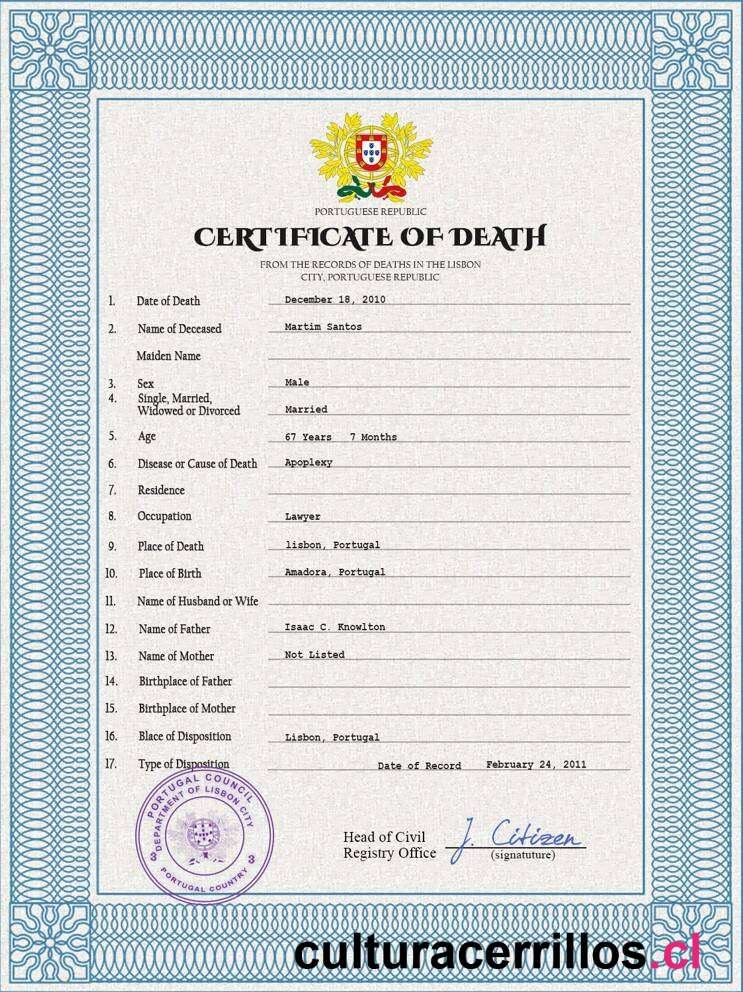 PORTUGUESE REPUBLIC
CERTIFICATE OF DEATH
FROM THE RECORDS OF DEATHS IN THE LISBON
CITY, PORTUGUESE REPUBLIC
1. Date of Death December 18, 2010
2. Name of Deceased Martim Santos
Maiden Name
3. Sex Male
4. Single, Married,
Widowed or Divorced Married
5. Age 67 Years 7 Months
6. Disease or Cause of Death Apoplexy
7. Residence
8. Occupation Lawyer
9. Place of Death lisbon, Portugal
10. Place of Birth Amadora, Portugal
11. Name of Husband or Wife
12. Name of Father Isaac C. Knowlton
13. Name of Mother Not Listed
14. Birthplace of Father
15. Birthplace of Mother
16. Blace of Disposition Lisbon, Portugal
17. Type of Disposition Date of Record February 24, 2011
PORTUGAL COUNCIL
DEPARTMENT OF LISBON CITY
3 3
PORTUGAL COUNTRY
Head of Civil
Registry Office J. Citizen
(signatuture)
culturacerrillos.cl